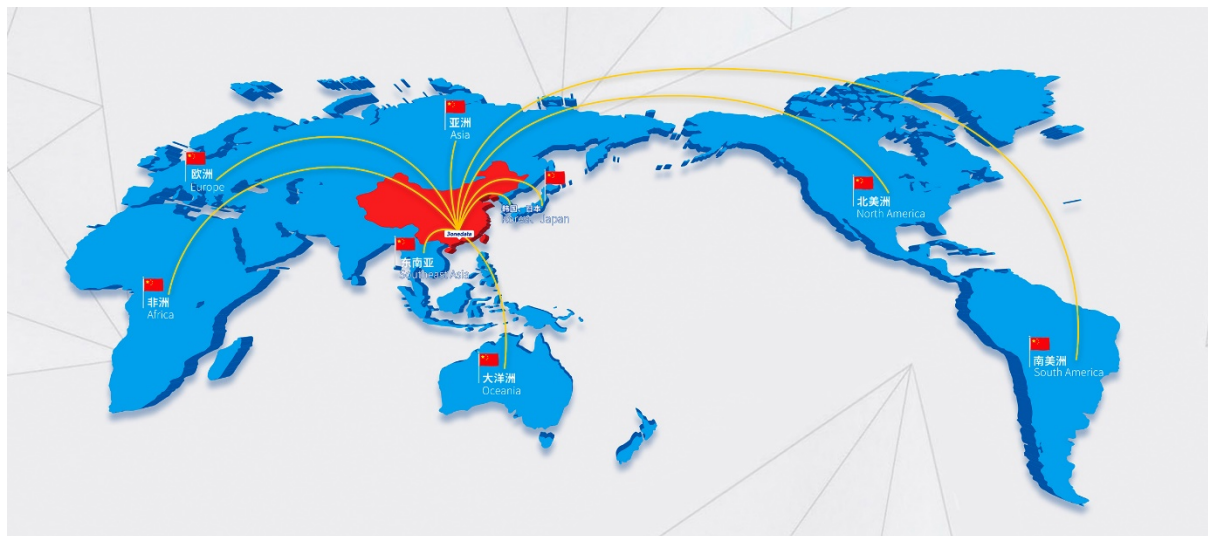 亚洲
Asia
欧洲
Europe
韩国、日本
Korea、Japan
北美洲
North America
3onedata
东南亚
Southeast Asia
非洲
Africa
南美洲
South America
大洋洲
Oceania